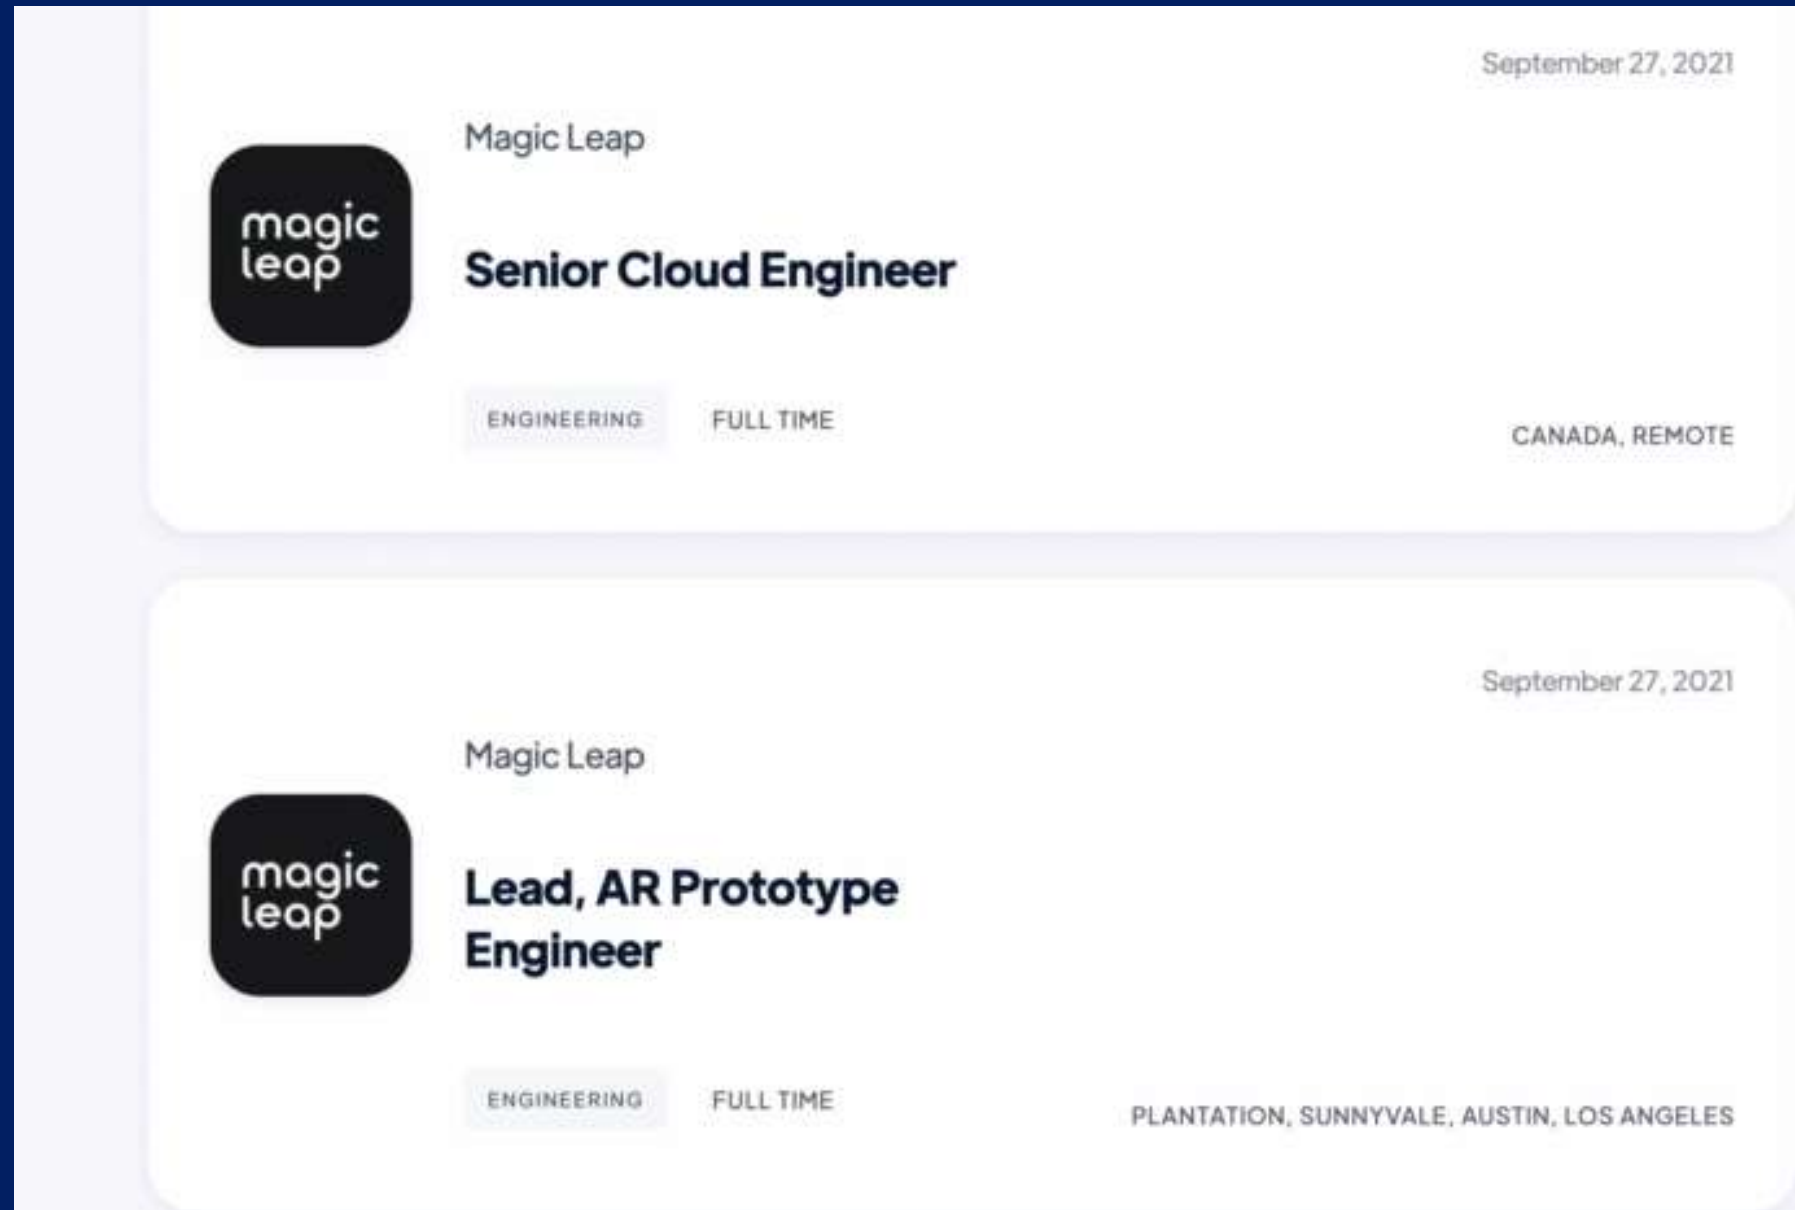 September 27, 2021
Magic Leap
magic
leap
Senior Cloud Engineer
ENGINEERING FULL TIME
CANADA, REMOTE
September 27, 2021
Magic Leap
magic
leap
Lead, AR Prototype
Engineer
ENGINEERING FULL TIME
PLANTATION, SUNNYVALE, AUSTIN, LOS ANGELES